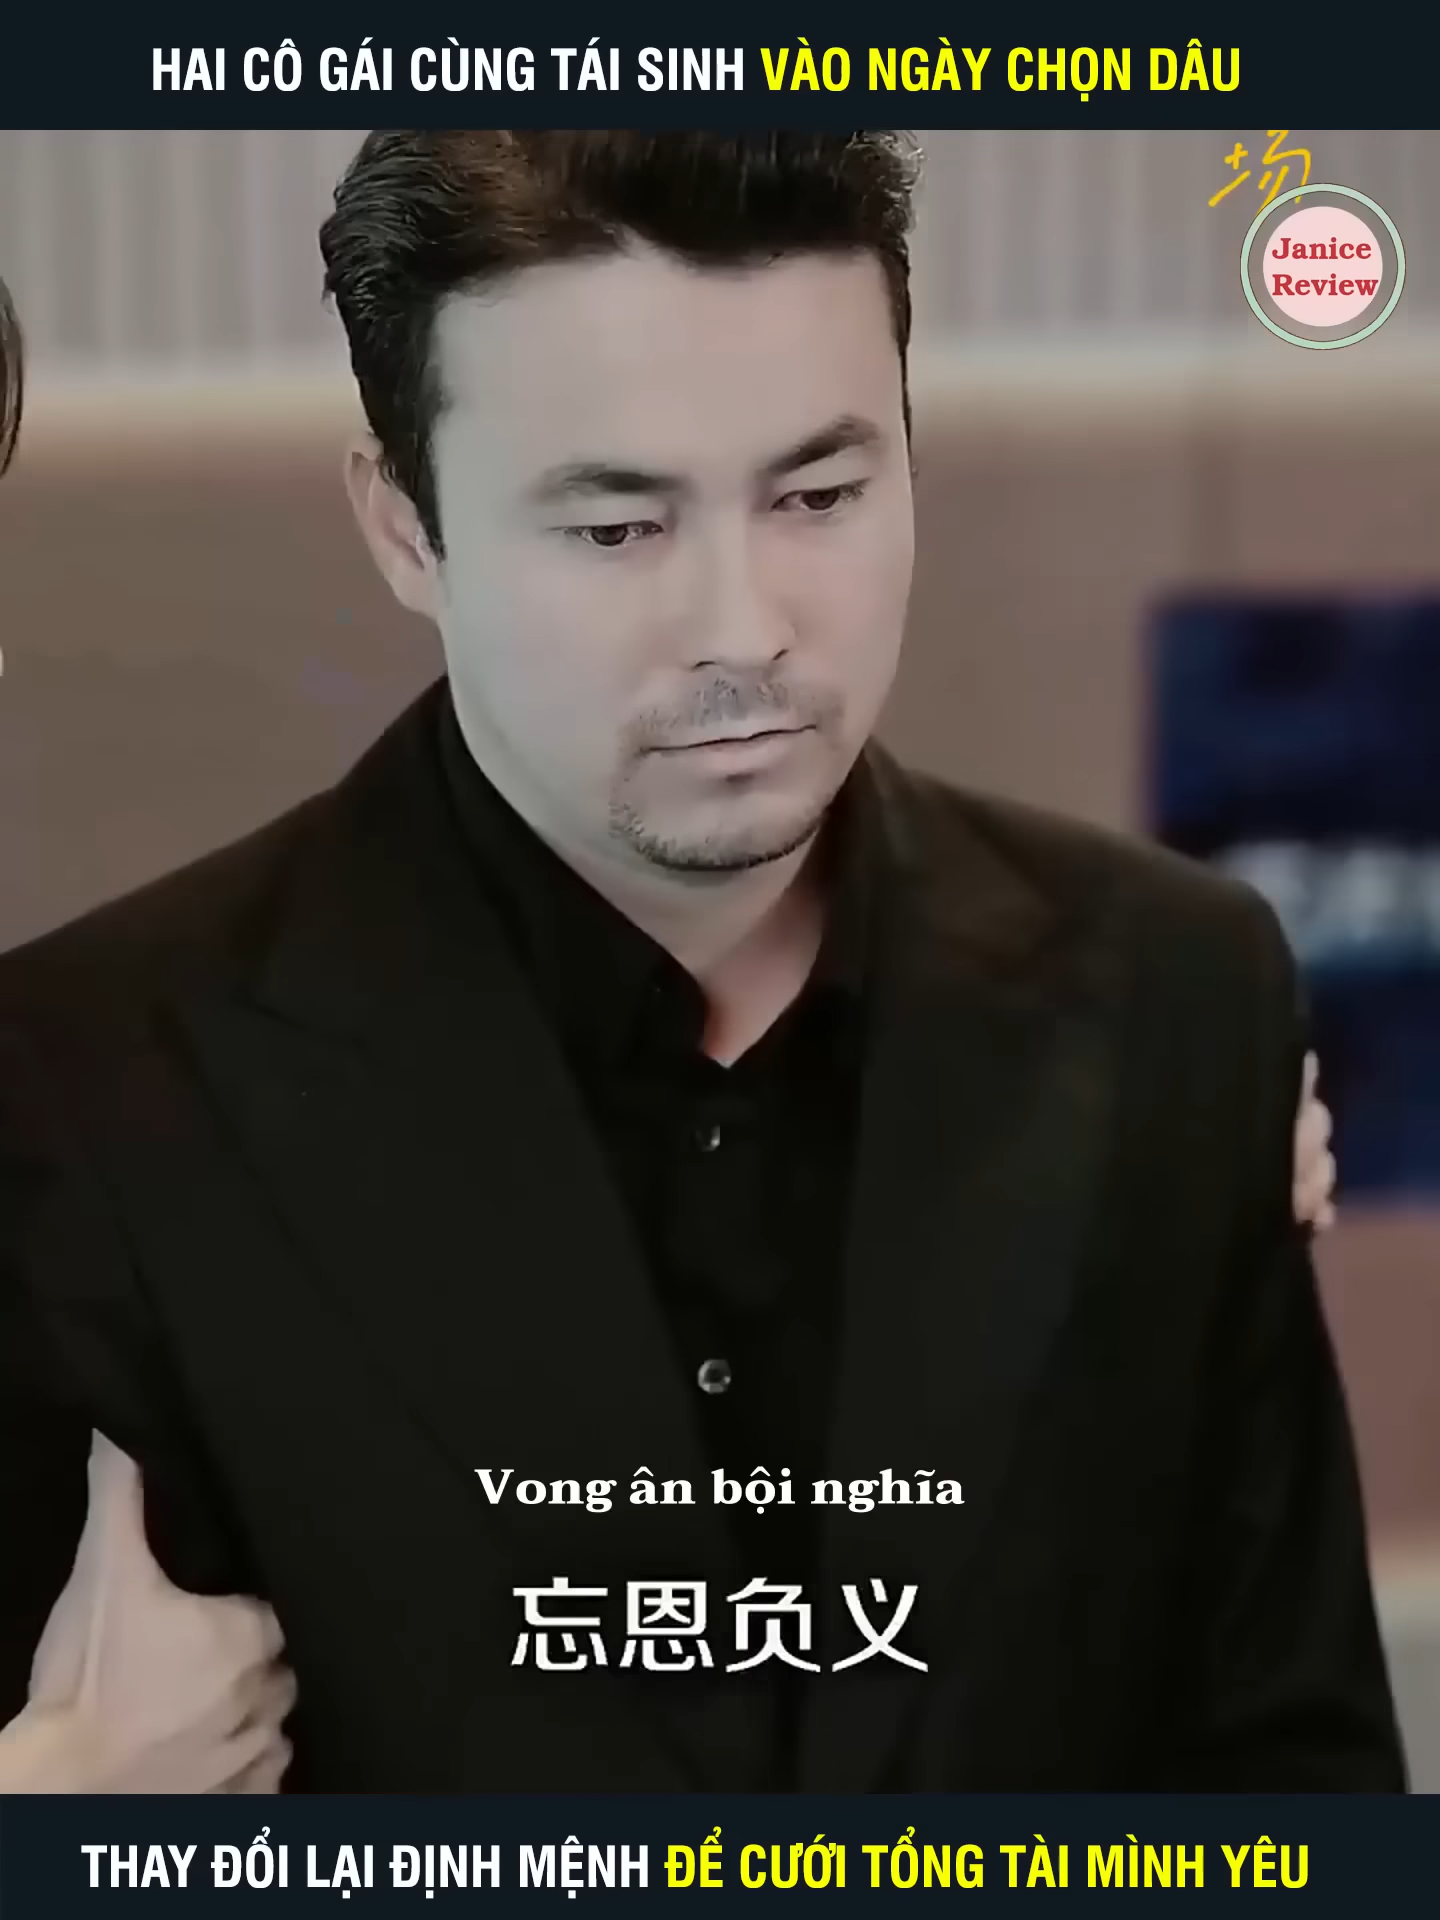 HAI CÔ GÁI CÙNG TÁI SINH VÀO NGÀY CHỌN DÂU
场
Janice
Review
Vong ân bội nghĩa
忘恩负义
THAY ĐỔI LẠI ĐỊNH MỆNH ĐỂ CƯỚI TỔNG TÀI MÌNH YÊU